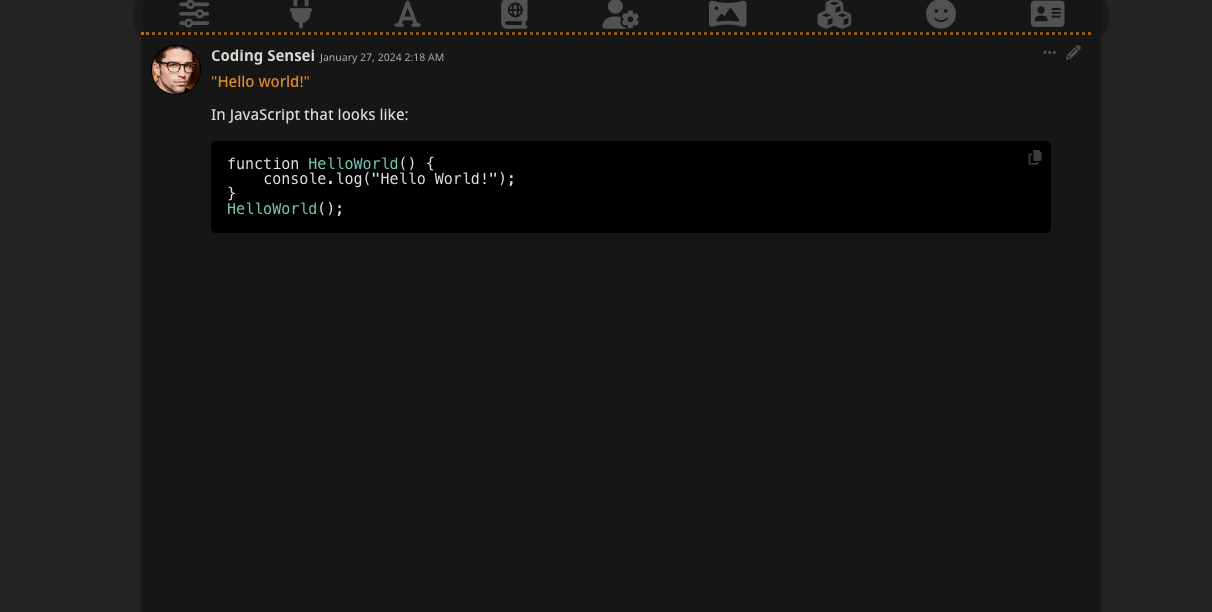 Coding Sensei January 27, 2024 2:18 AM
"Hello world!"
In JavaScript that looks like:
function HelloWorld() {
    console.log("Hello World!");
}
HelloWorld();